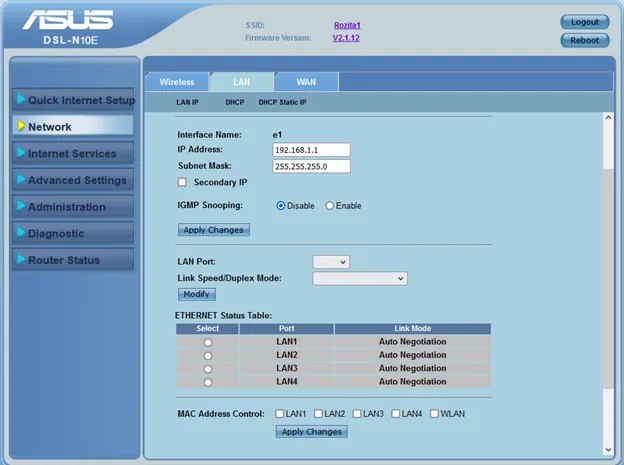 ASUS
DSL-N10E
SSID: Rozita1
Firmware Version: V2.1.12
Logout
Reboot
Quick Internet Setup
Network
Internet Services
Advanced Settings
Administration
Diagnostic
Router Status
Wireless LAN WAN
LAN IP DHCP DHCP Static IP
Interface Name: e1
IP Address: 192.168.1.1
Subnet Mask: 255.255.255.0
Secondary IP
IGMP Snooping: Disable Enable
Apply Changes
LAN Port:
Link Speed/Duplex Mode:
Modify
ETHERNET Status Table:
Select Port Link Mode
LAN1 Auto Negotiation
LAN2 Auto Negotiation
LAN3 Auto Negotiation
LAN4 Auto Negotiation
MAC Address Control: LAN1 LAN2 LAN3 LAN4 WLAN
Apply Changes